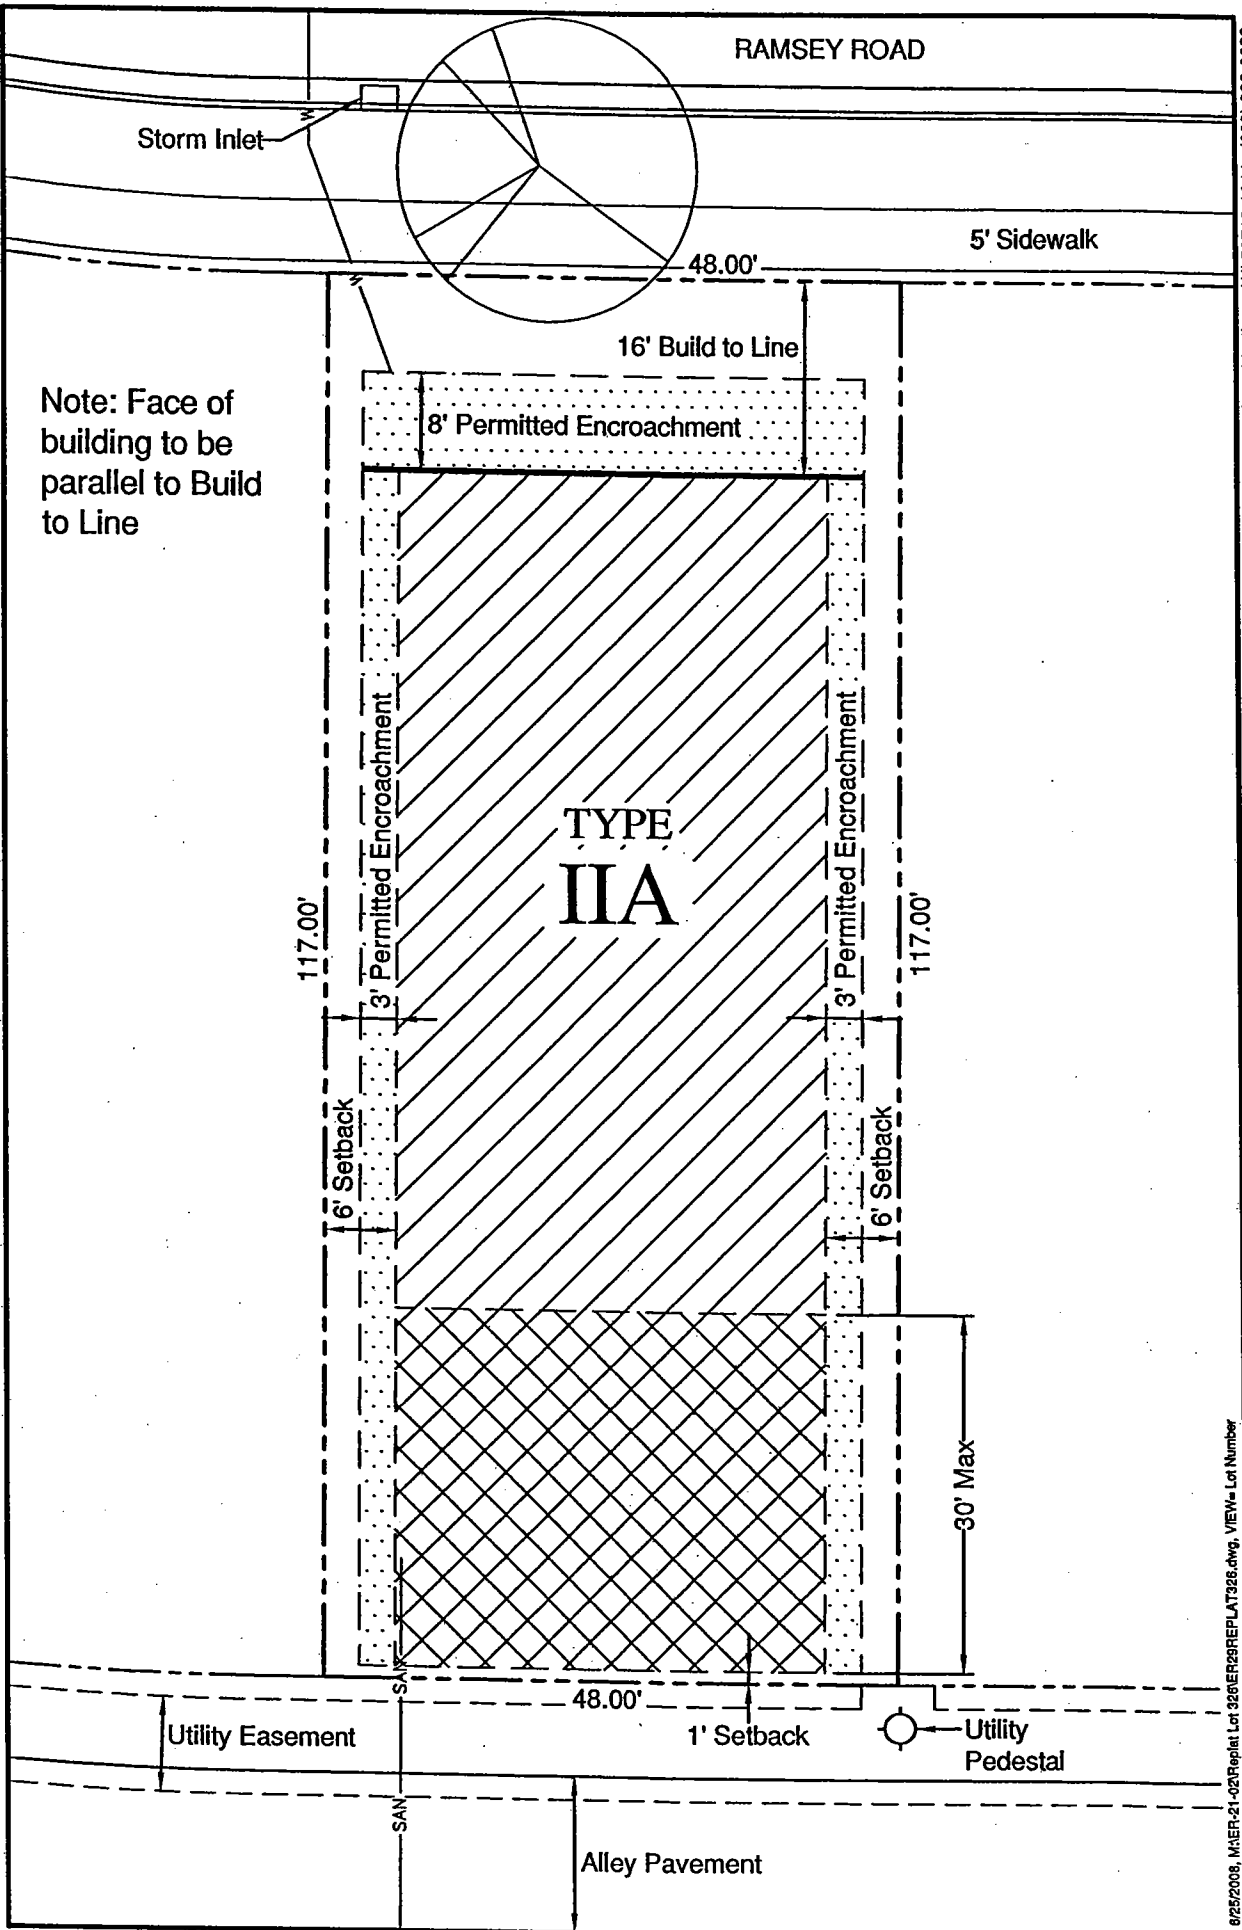 RAMSEY ROAD
Storm Inlet
W
5' Sidewalk
48.00'
W
16' Build to Line
Note: Face of
building to be
parallel to Build
to Line
8' Permitted Encroachment
3' Permitted Encroachment
3' Permitted Encroachment
TYPE
IIA
117.00'
117.00'
6' Setback
6' Setback
30' Max
SAN
48.00'
1' Setback
Utility Easement
Utility
Pedestal
SAN
Alley Pavement
6/25/2008, M:\ER-21-02\Replat Lot 326\ER29REPLAT326.dwg, VIEW= Lot Number